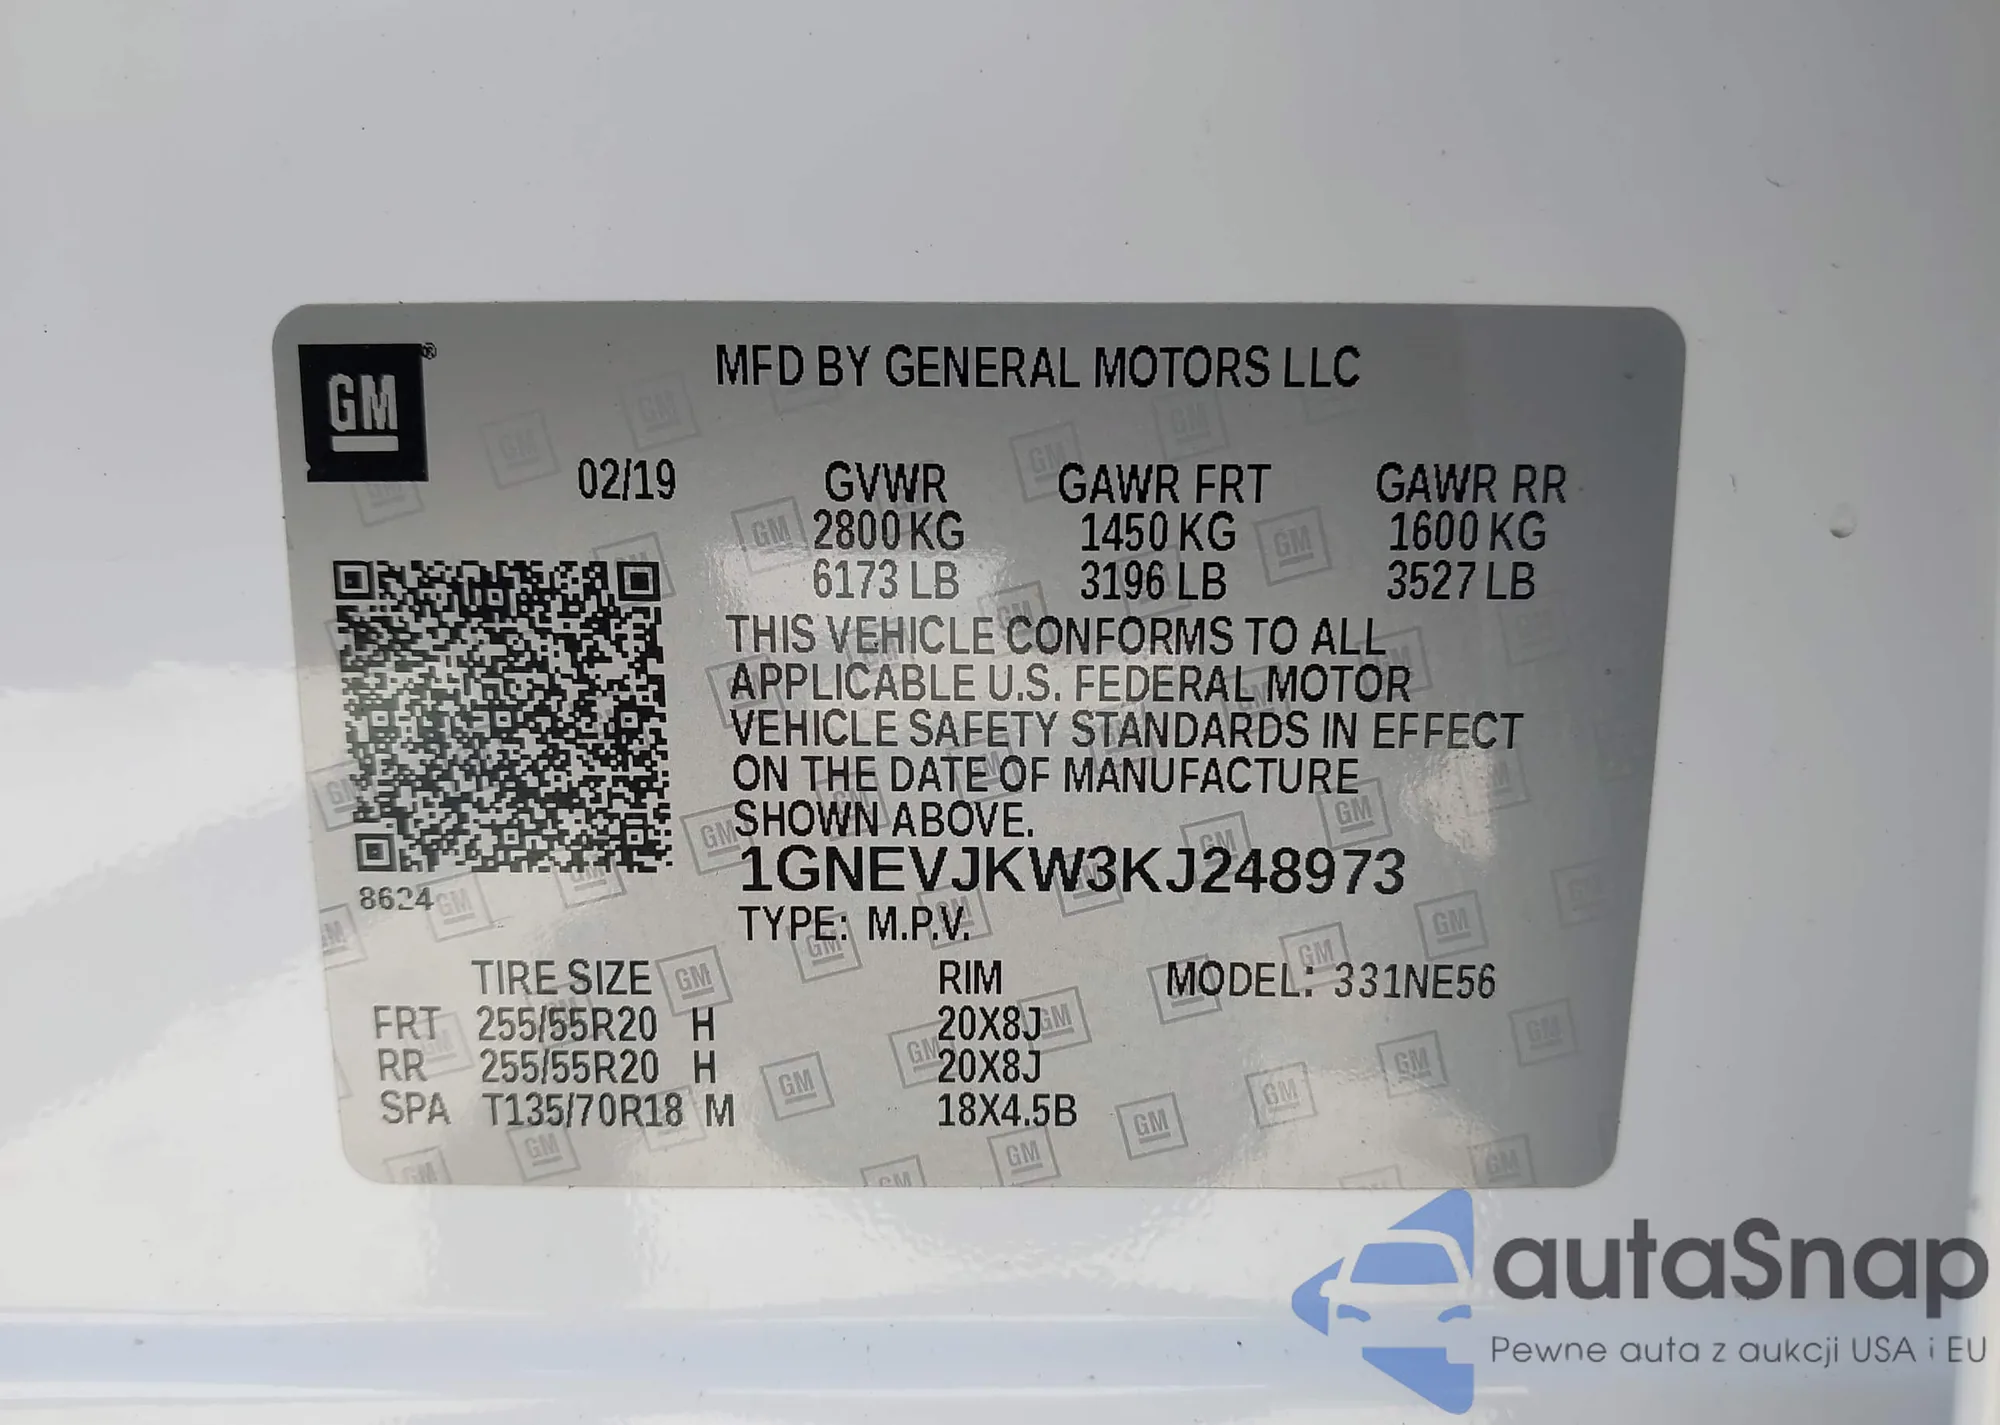 GM®
MFD BY GENERAL MOTORS LLC
02/19 GVWR GAWR FRT GAWR RR
2800 KG 1450 KG 1600 KG
6173 LB 3196 LB 3527 LB
THIS VEHICLE CONFORMS TO ALL
APPLICABLE U.S. FEDERAL MOTOR
VEHICLE SAFETY STANDARDS IN EFFECT
ON THE DATE OF MANUFACTURE
SHOWN ABOVE.
1GNEVJKW3KJ248973
8624
TYPE: M.P.V.
TIRE SIZE RIM MODEL: 331NE56
FRT 255/55R20 H 20X8J
RR 255/55R20 H 20X8J
SPA T135/70R18 M 18X4.5B
autaSnap
Pewne auta z aukcji USA i EU